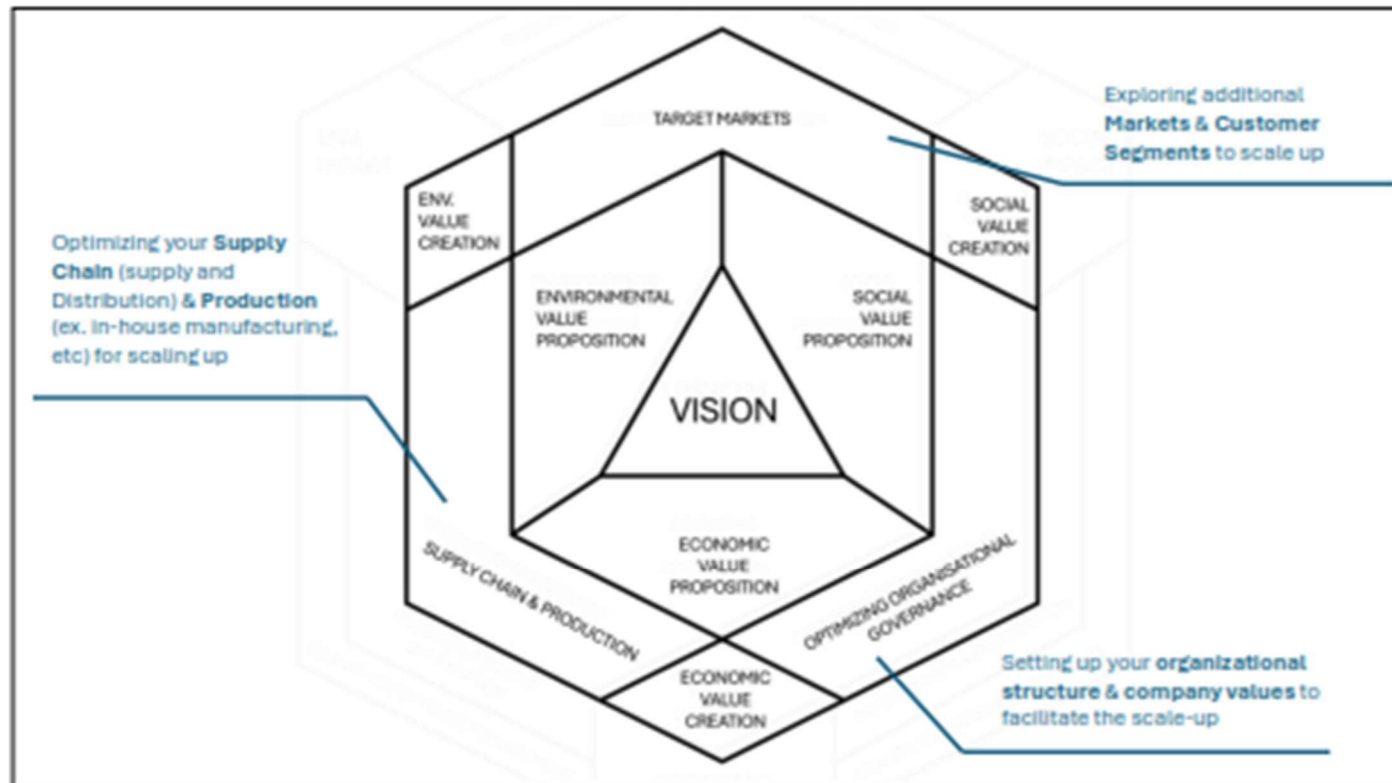 TARGET MARKETS
Exploring additional
Markets & Customer
Segments to scale up
ENV.
VALUE
CREATION
SOCIAL
VALUE
CREATION
Optimizing your Supply
Chain (supply and
Distribution) & Production
(ex. in-house manufacturing,
etc) for scaling up
ENVIRONMENTAL
VALUE
PROPOSITION
SOCIAL
VALUE
PROPOSITION
VISION
ECONOMIC
VALUE
PROPOSITION
SUPPLY CHAIN & PRODUCTION
OPTIMIZING ORGANISATIONAL
GOVERNANCE
ECONOMIC
VALUE
CREATION
Setting up your organizational
structure & company values to
facilitate the scale-up